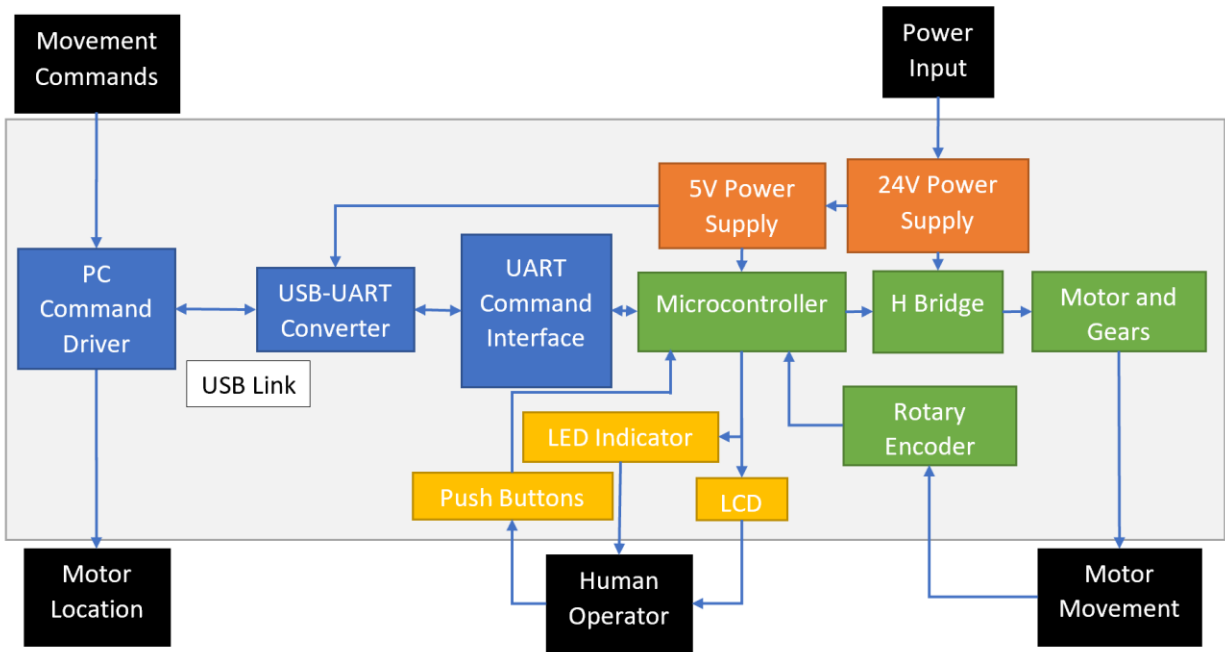 Movement
Commands
Power
Input
5V Power
Supply
24V Power
Supply
PC
Command
Driver
USB-UART
Converter
UART
Command
Interface
Microcontroller
H Bridge
Motor and
Gears
USB Link
LED Indicator
Rotary
Encoder
Push Buttons
LCD
Motor
Location
Human
Operator
Motor
Movement